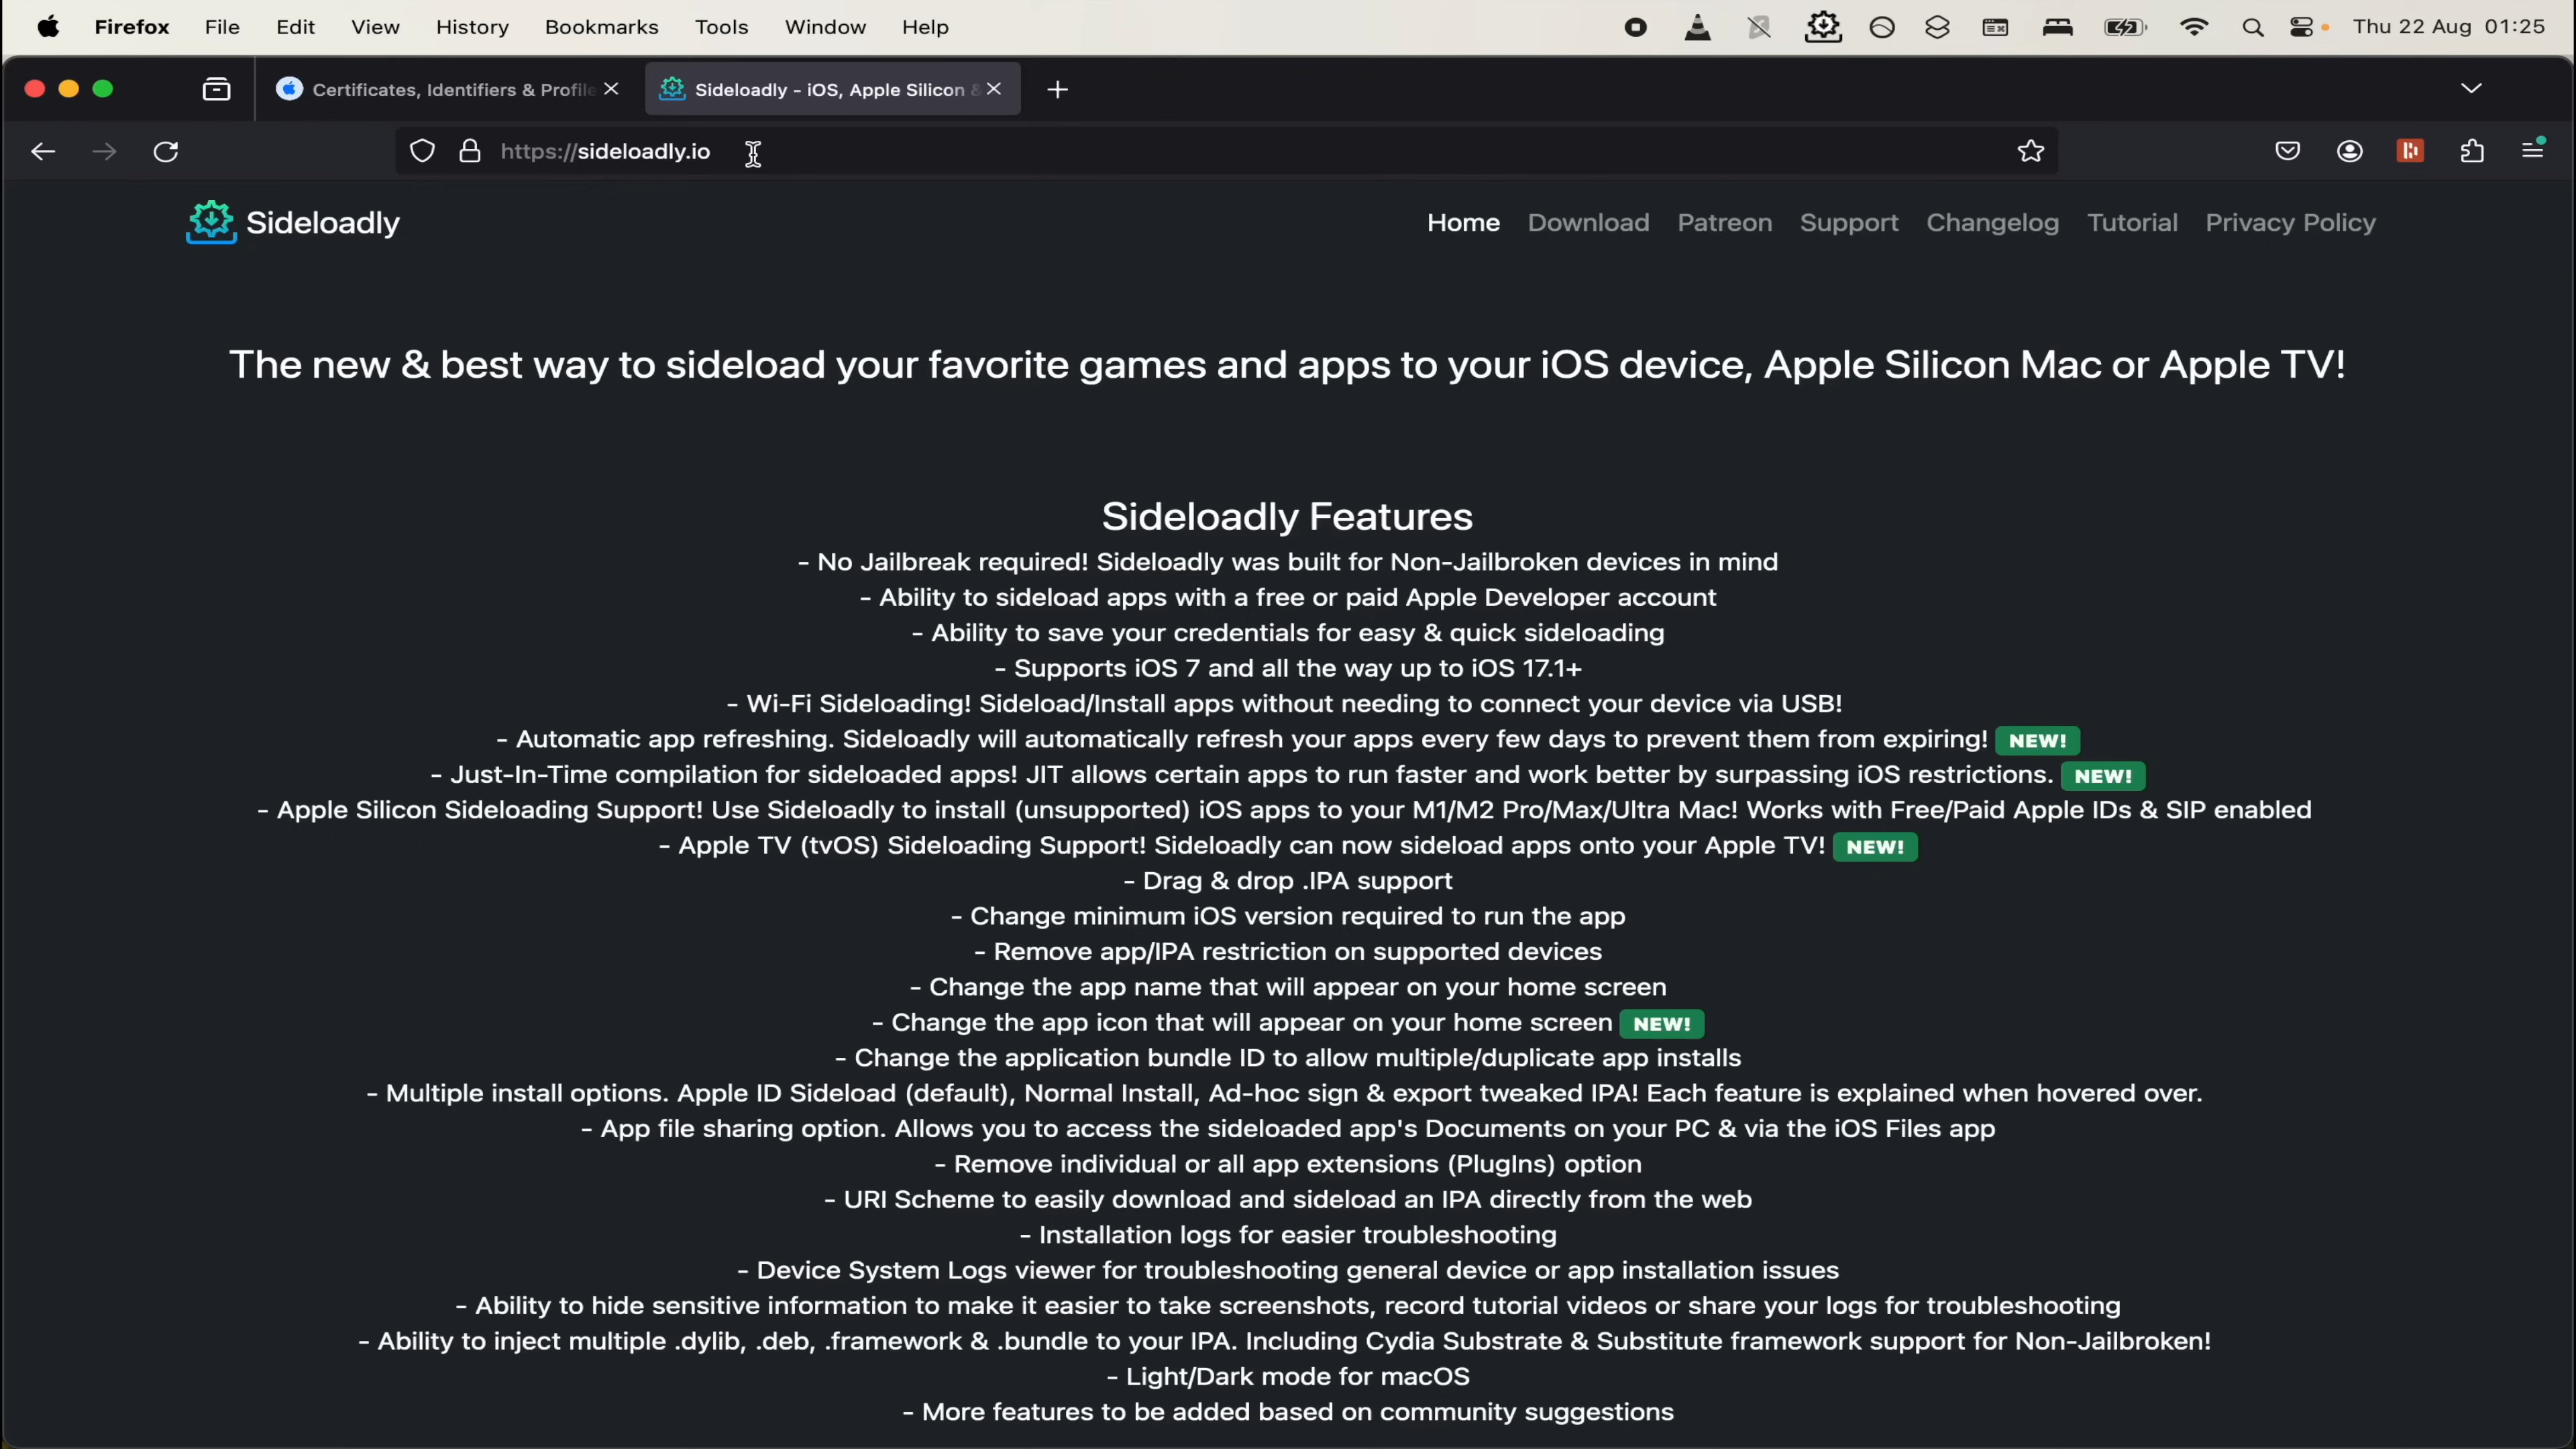 Firefox File Edit View History Bookmarks Tools Window Help Thu 22 Aug 01:25
Certificates, Identifiers & Profile Sideloadly - iOS, Apple Silicon &
https://sideloadly.io
Sideloadly Home Download Patreon Support Changelog Tutorial Privacy Policy
The new & best way to sideload your favorite games and apps to your iOS device, Apple Silicon Mac or Apple TV!
Sideloadly Features
- No Jailbreak required! Sideloadly was built for Non-Jailbroken devices in mind
- Ability to sideload apps with a free or paid Apple Developer account
- Ability to save your credentials for easy & quick sideloading
- Supports iOS 7 and all the way up to iOS 17.1+
- Wi-Fi Sideloading! Sideload/Install apps without needing to connect your device via USB!
- Automatic app refreshing. Sideloadly will automatically refresh your apps every few days to prevent them from expiring! NEW!
- Just-In-Time compilation for sideloaded apps! JIT allows certain apps to run faster and work better by surpassing iOS restrictions. NEW!
- Apple Silicon Sideloading Support! Use Sideloadly to install (unsupported) iOS apps to your M1/M2 Pro/Max/Ultra Mac! Works with Free/Paid Apple IDs & SIP enabled
- Apple TV (tvOS) Sideloading Support! Sideloadly can now sideload apps onto your Apple TV! NEW!
- Drag & drop .IPA support
- Change minimum iOS version required to run the app
- Remove app/IPA restriction on supported devices
- Change the app name that will appear on your home screen
- Change the app icon that will appear on your home screen NEW!
- Change the application bundle ID to allow multiple/duplicate app installs
- Multiple install options. Apple ID Sideload (default), Normal Install, Ad-hoc sign & export tweaked IPA! Each feature is explained when hovered over.
- App file sharing option. Allows you to access the sideloaded app's Documents on your PC & via the iOS Files app
- Remove individual or all app extensions (PlugIns) option
- URI Scheme to easily download and sideload an IPA directly from the web
- Installation logs for easier troubleshooting
- Device System Logs viewer for troubleshooting general device or app installation issues
- Ability to hide sensitive information to make it easier to take screenshots, record tutorial videos or share your logs for troubleshooting
- Ability to inject multiple .dylib, .deb, .framework & .bundle to your IPA. Including Cydia Substrate & Substitute framework support for Non-Jailbroken!
- Light/Dark mode for macOS
- More features to be added based on community suggestions